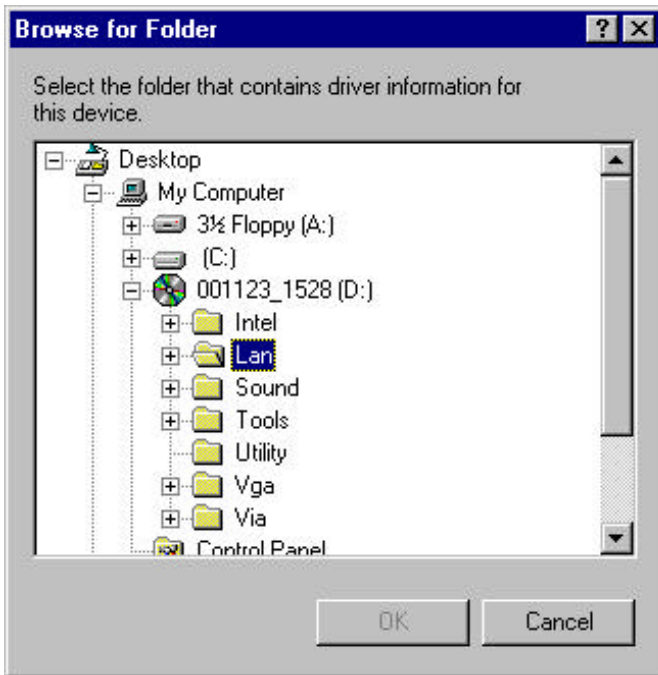 Browse for Folder
Select the folder that contains driver information for
this device.
Desktop
My Computer
3½ Floppy (A:)
(C:)
001123_1528 (D:)
Intel
Lan
Sound
Tools
Utility
Vga
Via
Control Panel
OK
Cancel